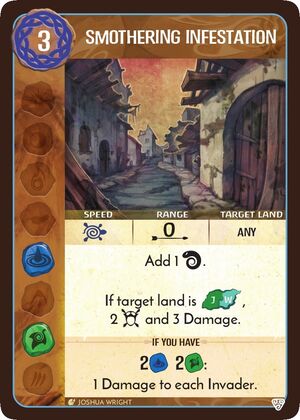 3
SMOTHERING INFESTATION
SPEED RANGE TARGET LAND
0 ANY
Add 1 .
If target land is J W ,
2 and 3 Damage.
IF YOU HAVE
2 2 :
1 Damage to each Invader.
JOSHUA WRIGHT